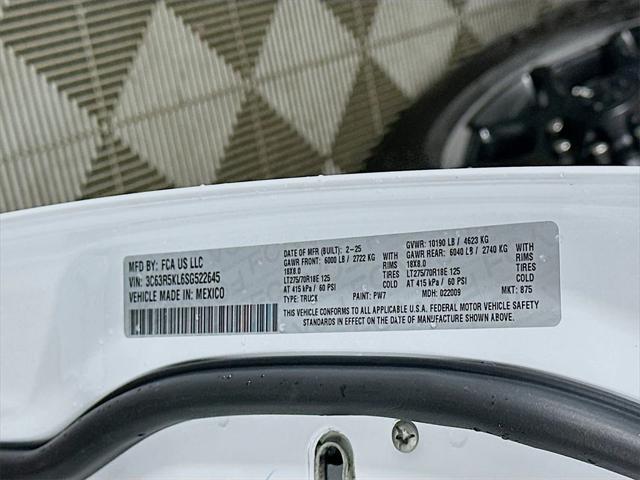 MFD BY: FCA US LLC
VIN: 3C63R5KL6SG522645
VEHICLE MADE IN: MEXICO
DATE OF MFR (BUILT): 2-25
GAWR FRONT: 6000 LB / 2722 KG
18X8.0 RIMS
LT275/70R18E 125 TIRES
AT 415 kPa / 60 PSI COLD
TYPE: TRUCK PAINT: PW7
GVWR: 10190 LB / 4623 KG
GAWR REAR: 6040 LB / 2740 KG
18X8.0 RIMS
LT275/70R18E 125 TIRES
AT 415 kPa / 60 PSI COLD
MDH: 022009 MKT: 875
THIS VEHICLE CONFORMS TO ALL APPLICABLE U.S.A. FEDERAL MOTOR VEHICLE SAFETY
STANDARDS IN EFFECT ON THE DATE OF MANUFACTURE SHOWN ABOVE.